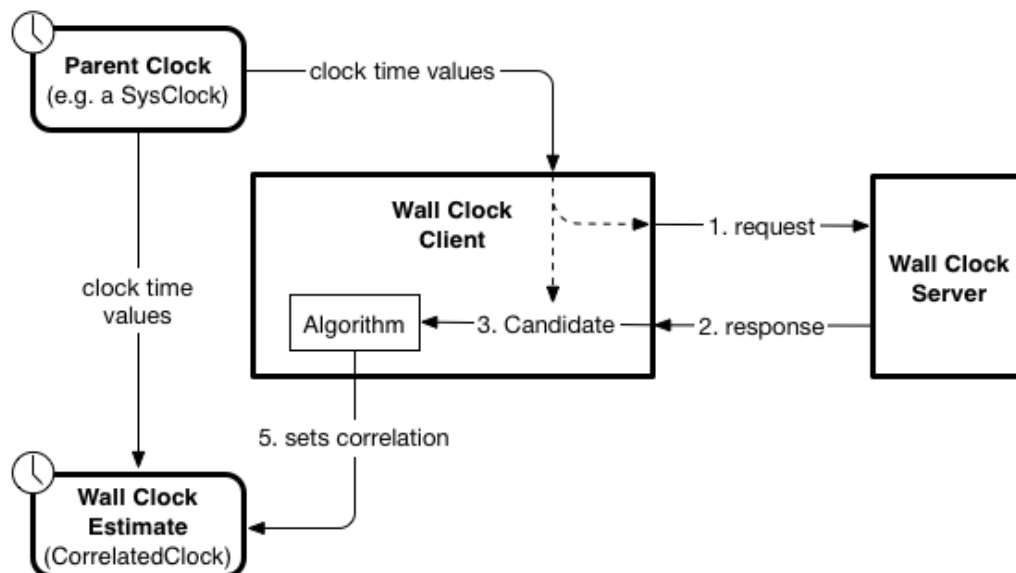 Parent Clock
(e.g. a SysClock)
clock time values
Wall Clock
Client
1. request
Wall Clock
Server
clock time
values
Algorithm
3. Candidate
2. response
5. sets correlation
Wall Clock
Estimate
(CorrelatedClock)